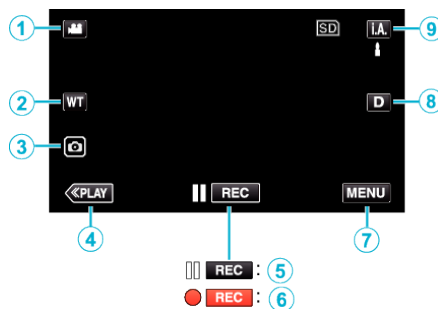 1 SD i.A. 9
2 WT D 8
3
≪PLAY REC MENU
4 7
REC : 5
REC : 6